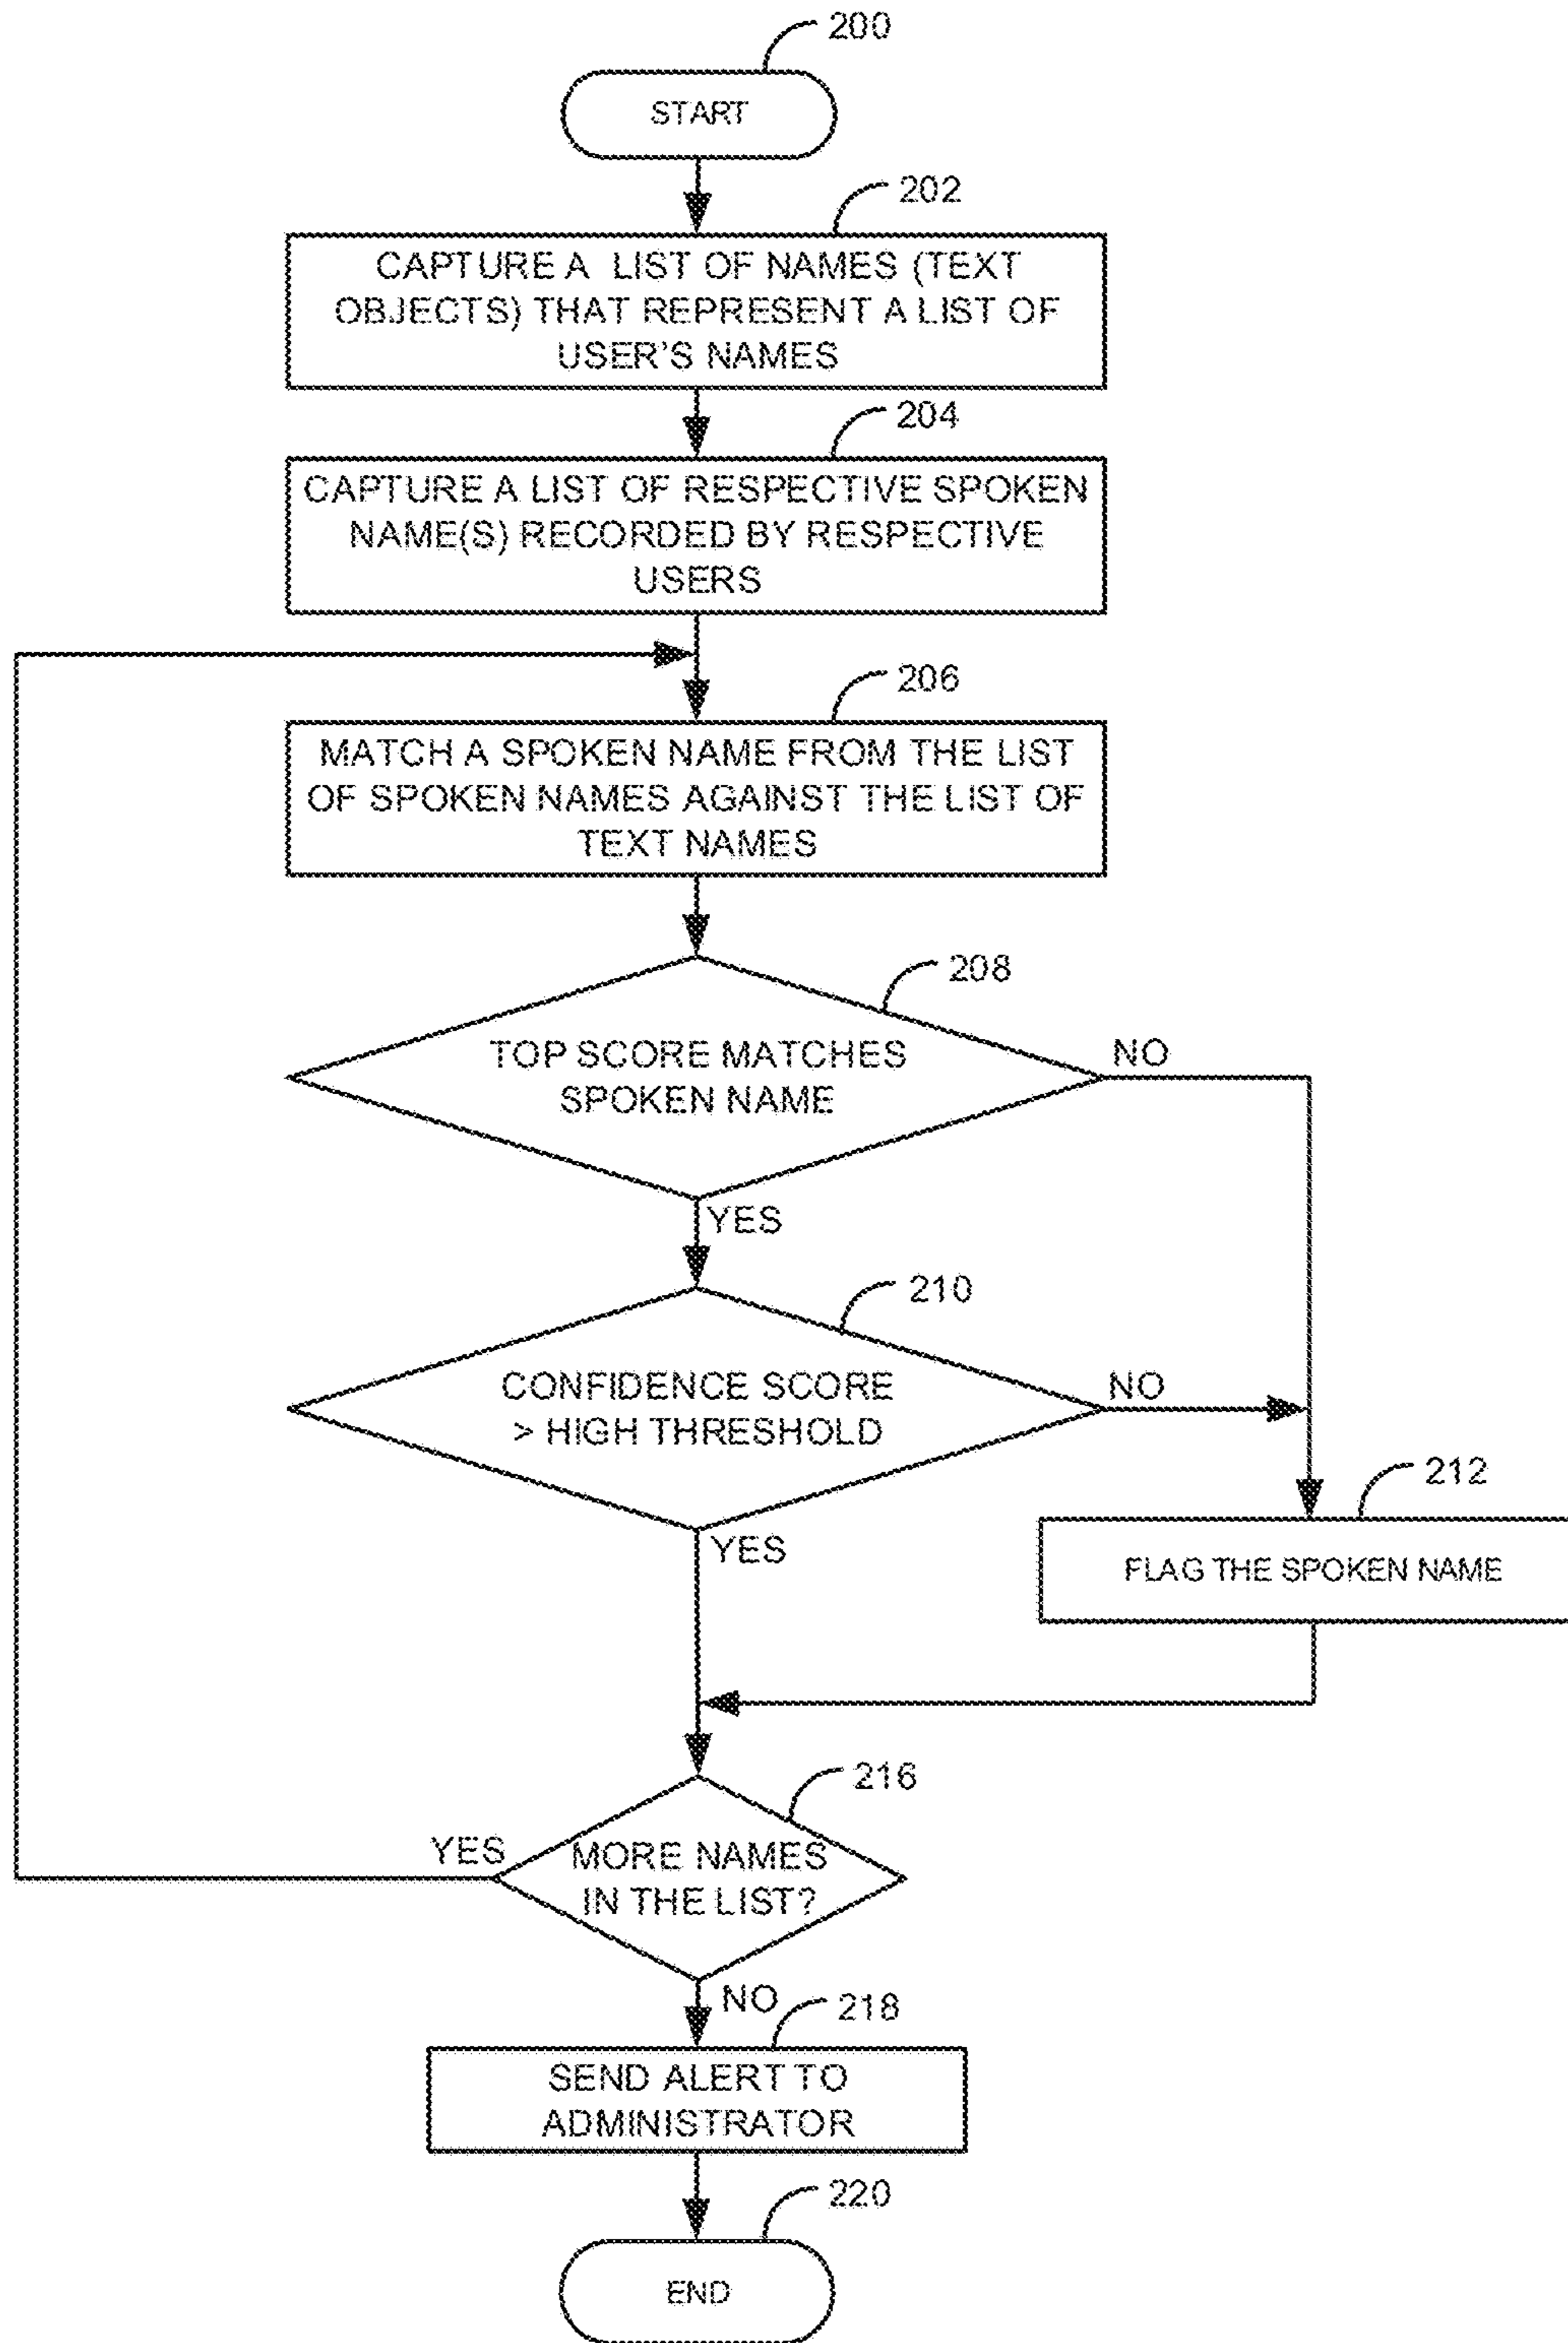 200
START
202
CAPTURE A LIST OF NAMES (TEXT
OBJECTS) THAT REPRESENT A LIST OF
USER'S NAMES
204
CAPTURE A LIST OF RESPECTIVE SPOKEN
NAME(S) RECORDED BY RESPECTIVE
USERS
206
MATCH A SPOKEN NAME FROM THE LIST
OF SPOKEN NAMES AGAINST THE LIST OF
TEXT NAMES
208
TOP SCORE MATCHES
SPOKEN NAME
NO
YES
210
CONFIDENCE SCORE
> HIGH THRESHOLD
NO
YES
212
FLAG THE SPOKEN NAME
216
MORE NAMES
IN THE LIST?
YES
NO
218
SEND ALERT TO
ADMINISTRATOR
220
END